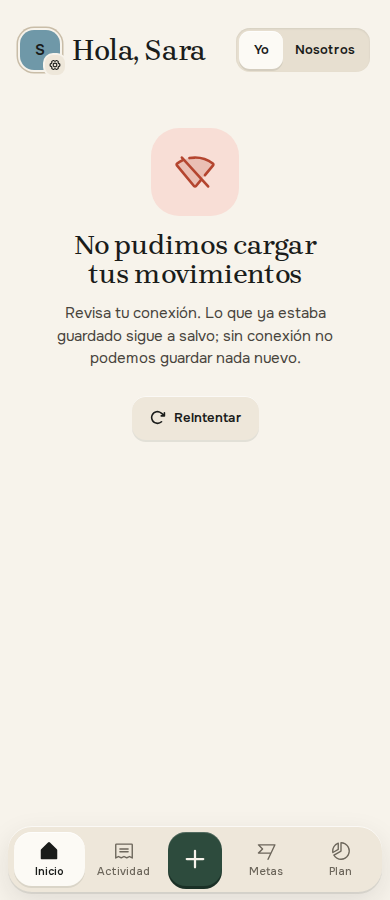 S
Hola, Sara
Yo
Nosotros
No pudimos cargar
tus movimientos
Revisa tu conexión. Lo que ya estaba
guardado sigue a salvo; sin conexión no
podemos guardar nada nuevo.
Reintentar
Inicio
Actividad
Metas
Plan